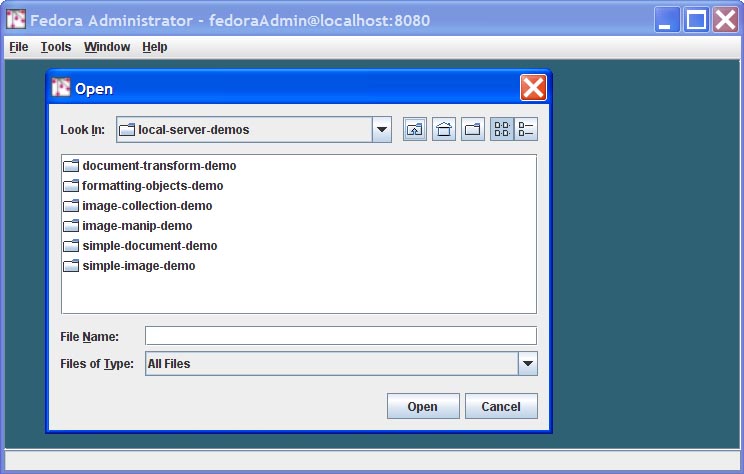 Fedora Administrator - fedoraAdmin@localhost:8080
File Tools Window Help
Open
Look In: local-server-demos
document-transform-demo
formatting-objects-demo
image-collection-demo
image-manip-demo
simple-document-demo
simple-image-demo
File Name:
Files of Type: All Files
Open Cancel